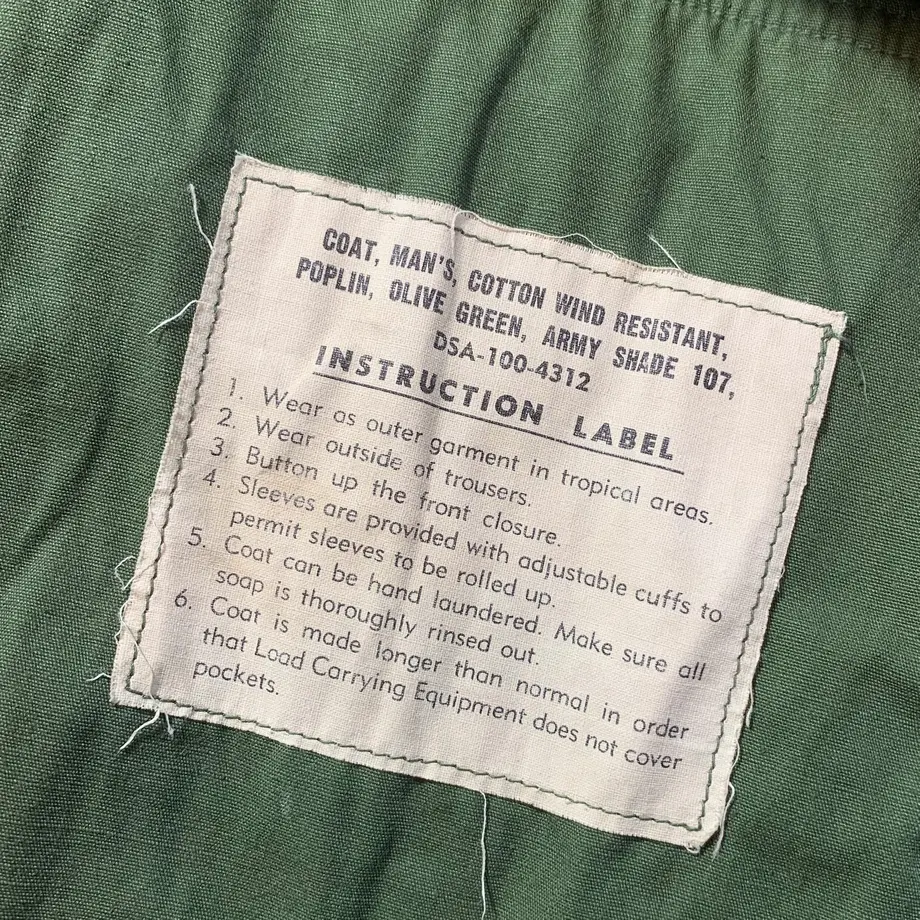 COAT, MAN'S, COTTON WIND RESISTANT,
POPLIN, OLIVE GREEN, ARMY SHADE 107,
DSA-100-4312
INSTRUCTION LABEL
1. Wear as outer garment in tropical areas.
2. Wear outside of trousers.
3. Button up the front closure.
4. Sleeves are provided with adjustable cuffs to
permit sleeves to be rolled up.
5. Coat can be hand laundered. Make sure all
soap is thoroughly rinsed out.
6. Coat is made longer than normal in order
that Load Carrying Equipment does not cover
pockets.